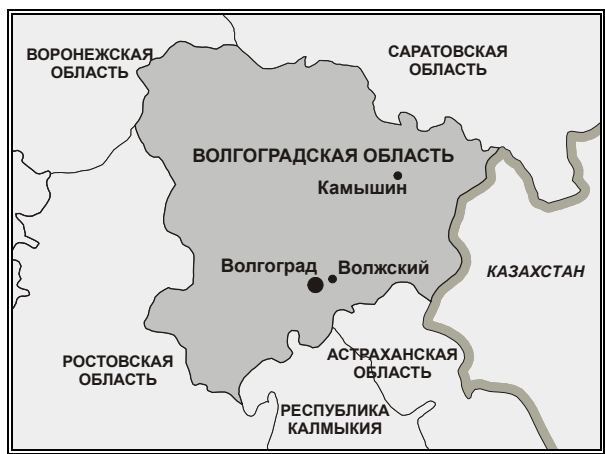 ВОРОНЕЖСКАЯ
ОБЛАСТЬ
САРАТОВСКАЯ
ОБЛАСТЬ
ВОЛГОГРАДСКАЯ ОБЛАСТЬ
Камышин
Волгоград
Волжский
КАЗАХСТАН
РОСТОВСКАЯ
ОБЛАСТЬ
АСТРАХАНСКАЯ
ОБЛАСТЬ
РЕСПУБЛИКА
КАЛМЫКИЯ